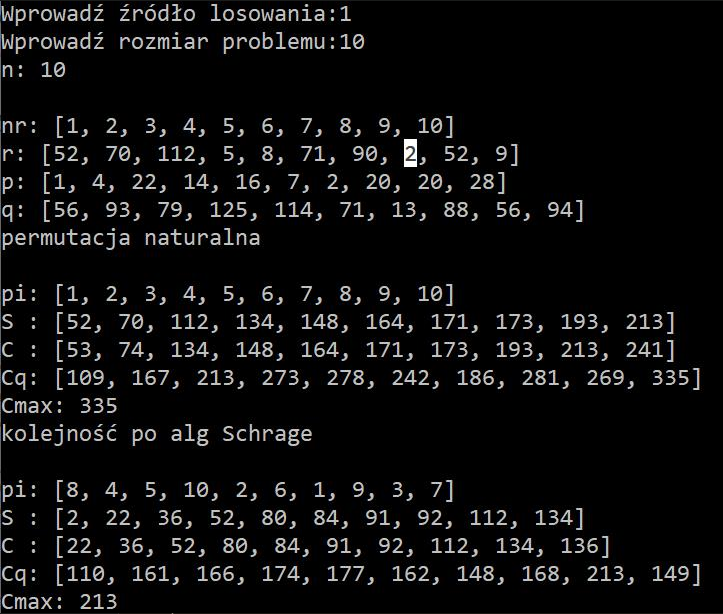 Wprowadź źródło losowania:1
Wprowadź rozmiar problemu:10
n: 10
nr: [1, 2, 3, 4, 5, 6, 7, 8, 9, 10]
r: [52, 70, 112, 5, 8, 71, 90, 2, 52, 9]
p: [1, 4, 22, 14, 16, 7, 2, 20, 20, 28]
q: [56, 93, 79, 125, 114, 71, 13, 88, 56, 94]
permutacja naturalna
pi: [1, 2, 3, 4, 5, 6, 7, 8, 9, 10]
S : [52, 70, 112, 134, 148, 164, 171, 173, 193, 213]
C : [53, 74, 134, 148, 164, 171, 173, 193, 213, 241]
Cq: [109, 167, 213, 273, 278, 242, 186, 281, 269, 335]
Cmax: 335
kolejność po alg Schrage
pi: [8, 4, 5, 10, 2, 6, 1, 9, 3, 7]
S : [2, 22, 36, 52, 80, 84, 91, 92, 112, 134]
C : [22, 36, 52, 80, 84, 91, 92, 112, 134, 136]
Cq: [110, 161, 166, 174, 177, 162, 148, 168, 213, 149]
Cmax: 213